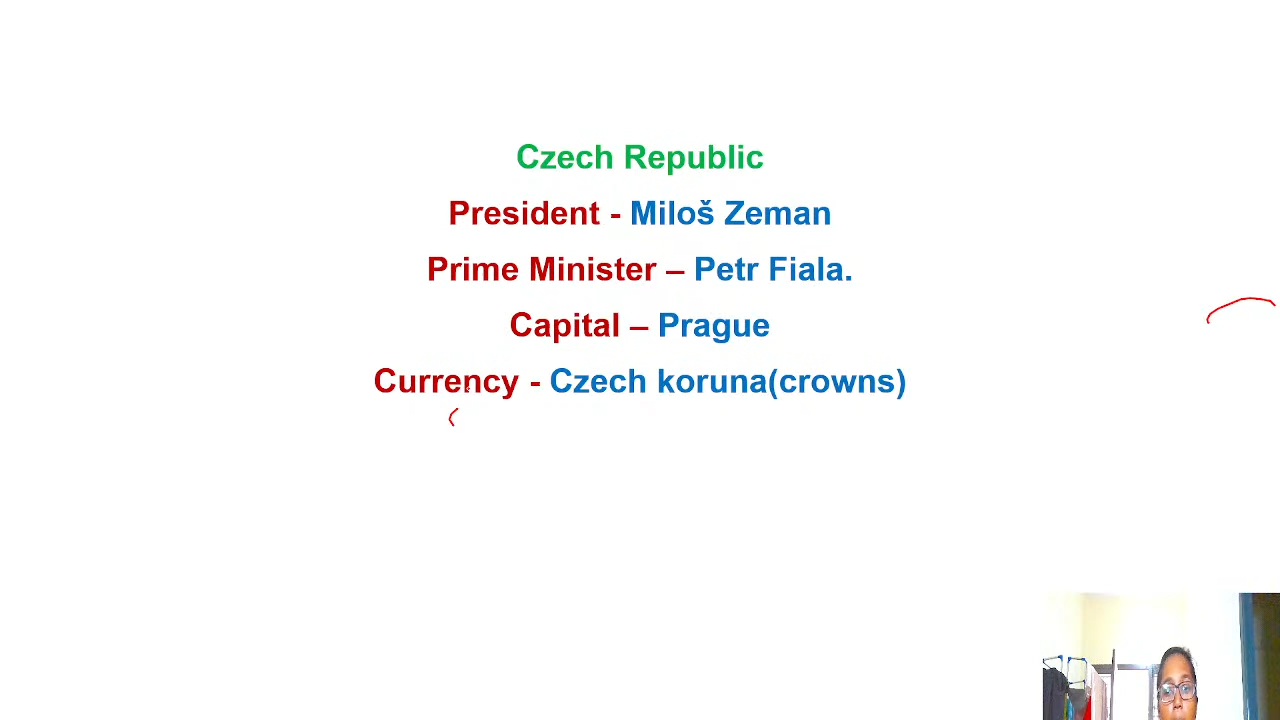 Czech Republic
President - Miloš Zeman
Prime Minister – Petr Fiala.
Capital – Prague
Currency - Czech koruna(crowns)